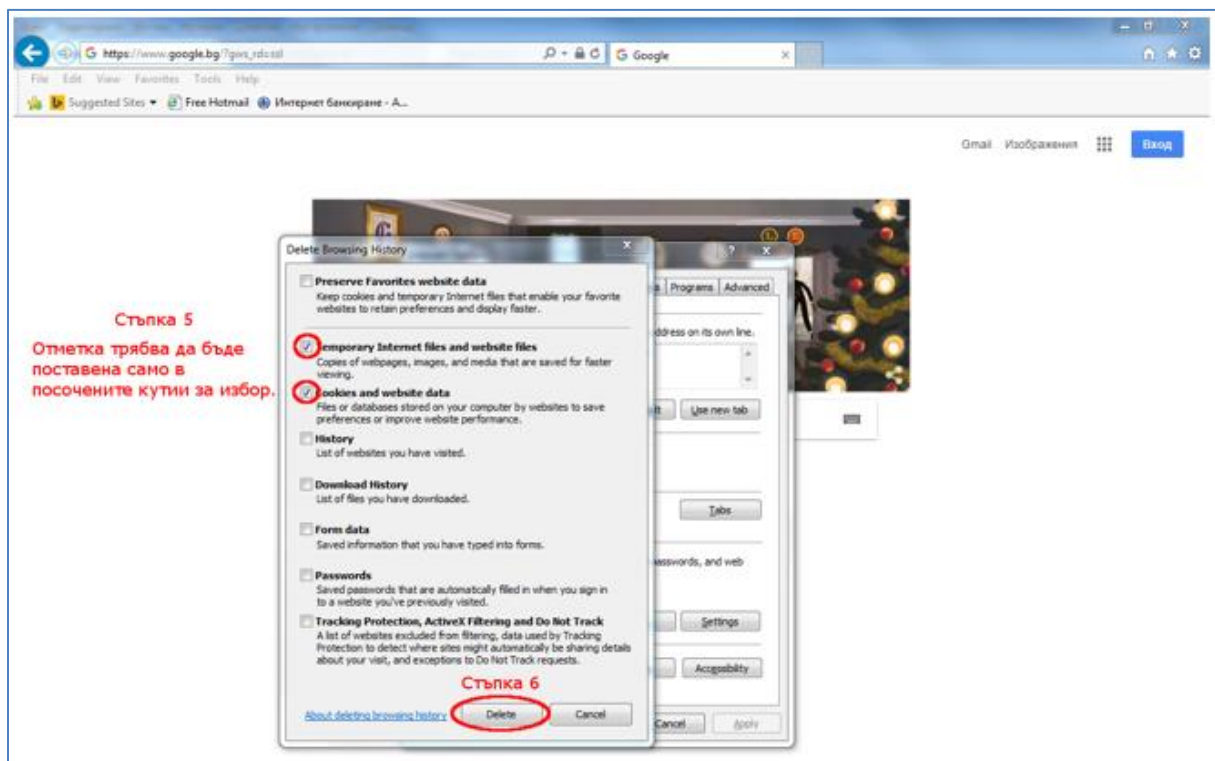 https://www.google.bg/?gws_rd=ssl
Google
File Edit View Favorites Tools Help
Suggested Sites Free Hotmail Интернет банкиране - A...
Gmail Изображения Вход
Delete Browsing History
Programs Advanced
Preserve Favorites website data
Keep cookies and temporary Internet files that enable your favorite
websites to retain preferences and display faster.
Стъпка 5
Отметка трябва да бъде
поставена само в
посочените кутии за избор.
Temporary Internet files and website files
Copies of webpages, images, and media that are saved for faster
viewing.
Cookies and website data
Files or databases stored on your computer by websites to save
preferences or improve website performance.
History
List of websites you have visited.
Download History
List of files you have downloaded.
Form data
Saved information that you have typed into forms.
Passwords
Saved passwords that are automatically filled in when you sign in
to a website you've previously visited.
Tracking Protection, ActiveX Filtering and Do Not Track
A list of websites excluded from filtering, data used by Tracking
Protection to detect where sites might automatically be sharing details
about your visit, and exceptions to Do Not Track requests.
Стъпка 6
About deleting browsing history Delete Cancel
address on its own line.
Use new tab
Tabs
passwords, and web
Settings
Accessibility
Cancel Apply